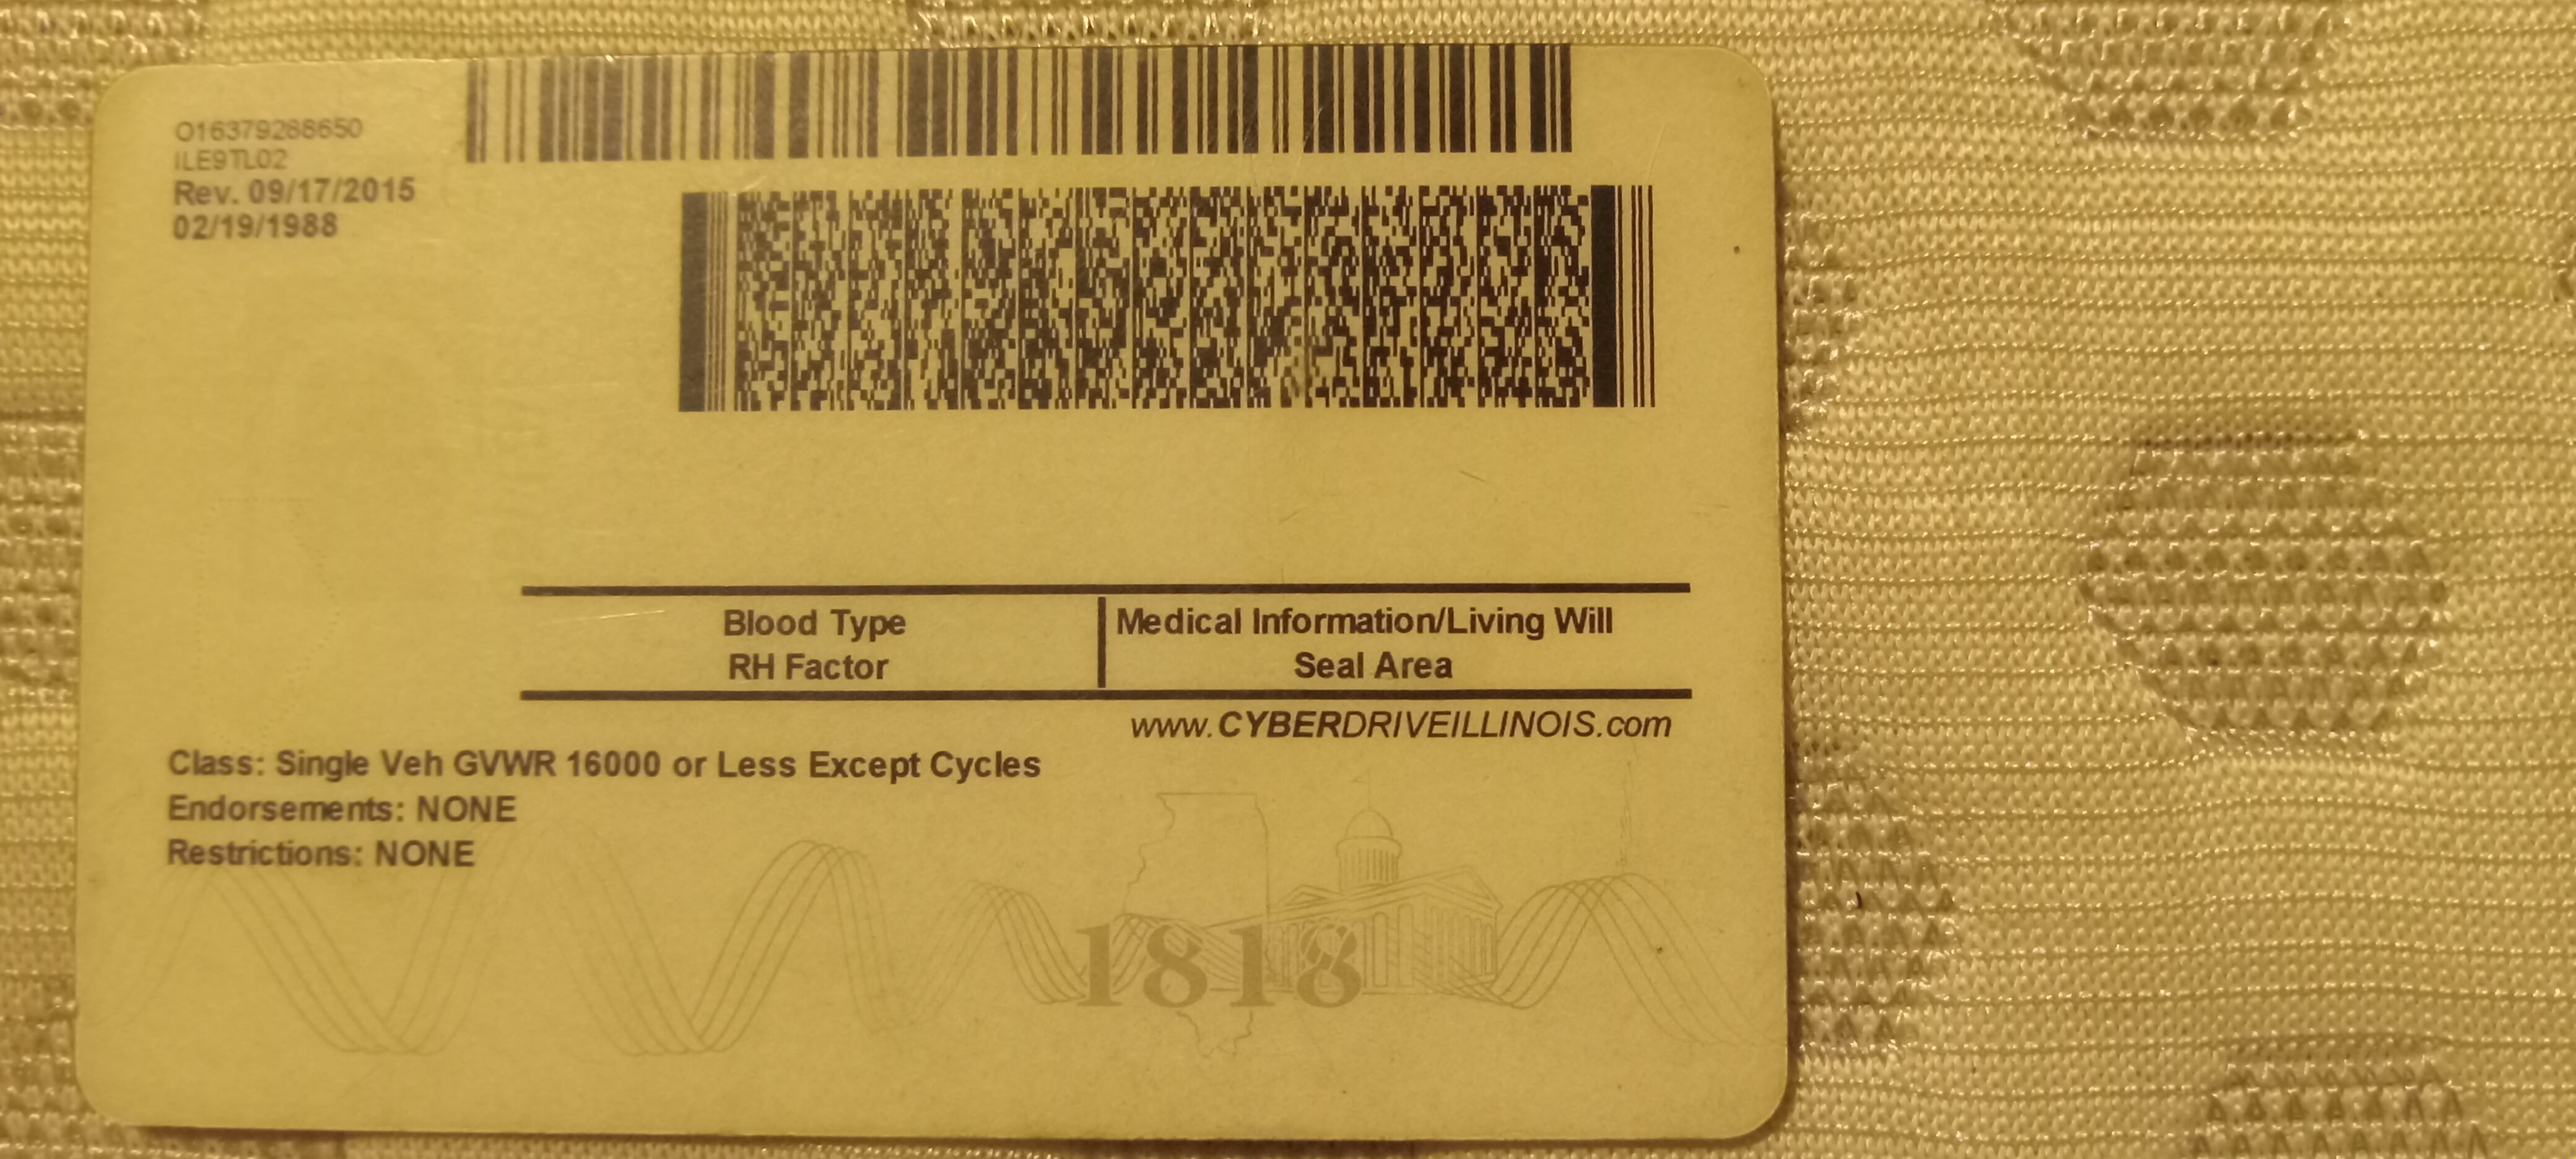 O16379288650
ILE9TL02
Rev. 09/17/2015
02/19/1988
Blood Type
RH Factor
Medical Information/Living Will
Seal Area
www.CYBERDRIVEILLINOIS.com
Class: Single Veh GVWR 16000 or Less Except Cycles
Endorsements: NONE
Restrictions: NONE
1818